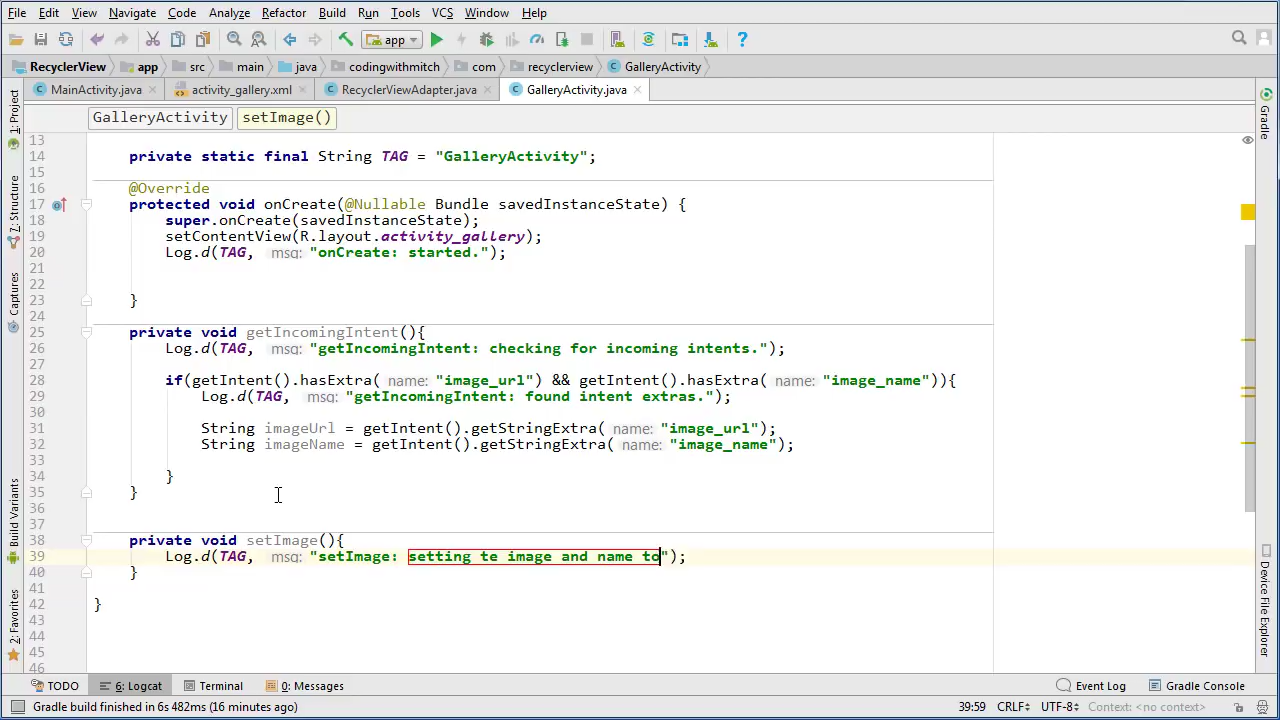 File Edit View Navigate Code Analyze Refactor Build Run Tools VCS Window Help
app
RecyclerView app src main java codingwithmitch com recyclerview GalleryActivity
MainActivity.java activity_gallery.xml RecyclerViewAdapter.java GalleryActivity.java
GalleryActivity setImage()
1: Project
7: Structure
Captures
Build Variants
2: Favorites
13
14 private static final String TAG = "GalleryActivity";
15
16 @Override
17 protected void onCreate(@Nullable Bundle savedInstanceState) {
18 super.onCreate(savedInstanceState);
19 setContentView(R.layout.activity_gallery);
20 Log.d(TAG, msg: "onCreate: started.");
21
22
23 }
24
25 private void getIncomingIntent(){
26 Log.d(TAG, msg: "getIncomingIntent: checking for incoming intents.");
27
28 if(getIntent().hasExtra( name: "image_url") && getIntent().hasExtra( name: "image_name")){
29 Log.d(TAG, msg: "getIncomingIntent: found intent extras.");
30
31 String imageUrl = getIntent().getStringExtra( name: "image_url");
32 String imageName = getIntent().getStringExtra( name: "image_name");
33
34 }
35 }
36
37
38 private void setImage(){
39 Log.d(TAG, msg: "setImage: setting te image and name to");
40 }
41
42 }
43
44
45
46
Gradle
Device File Explorer
TODO 6: Logcat Terminal 0: Messages Event Log Gradle Console
Gradle build finished in 6s 482ms (16 minutes ago) 39:59 CRLF UTF-8 Context: <no context>